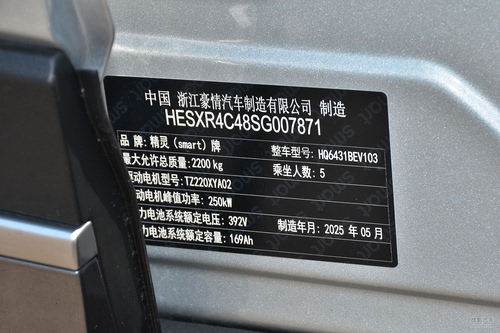 中国 浙江豪情汽车制造有限公司 制造
HESXR4C48SG007871
品牌: 精灵 (smart) 牌 整车型号: HQ6431BEV103
最大允许总质量: 2200 kg 乘坐人数: 5
驱动电机型号: TZ220XYA02
驱动电机峰值功率: 250kW
动力电池系统额定电压: 392V 制造年月: 2025 年 05 月
动力电池系统额定容量: 169Ah